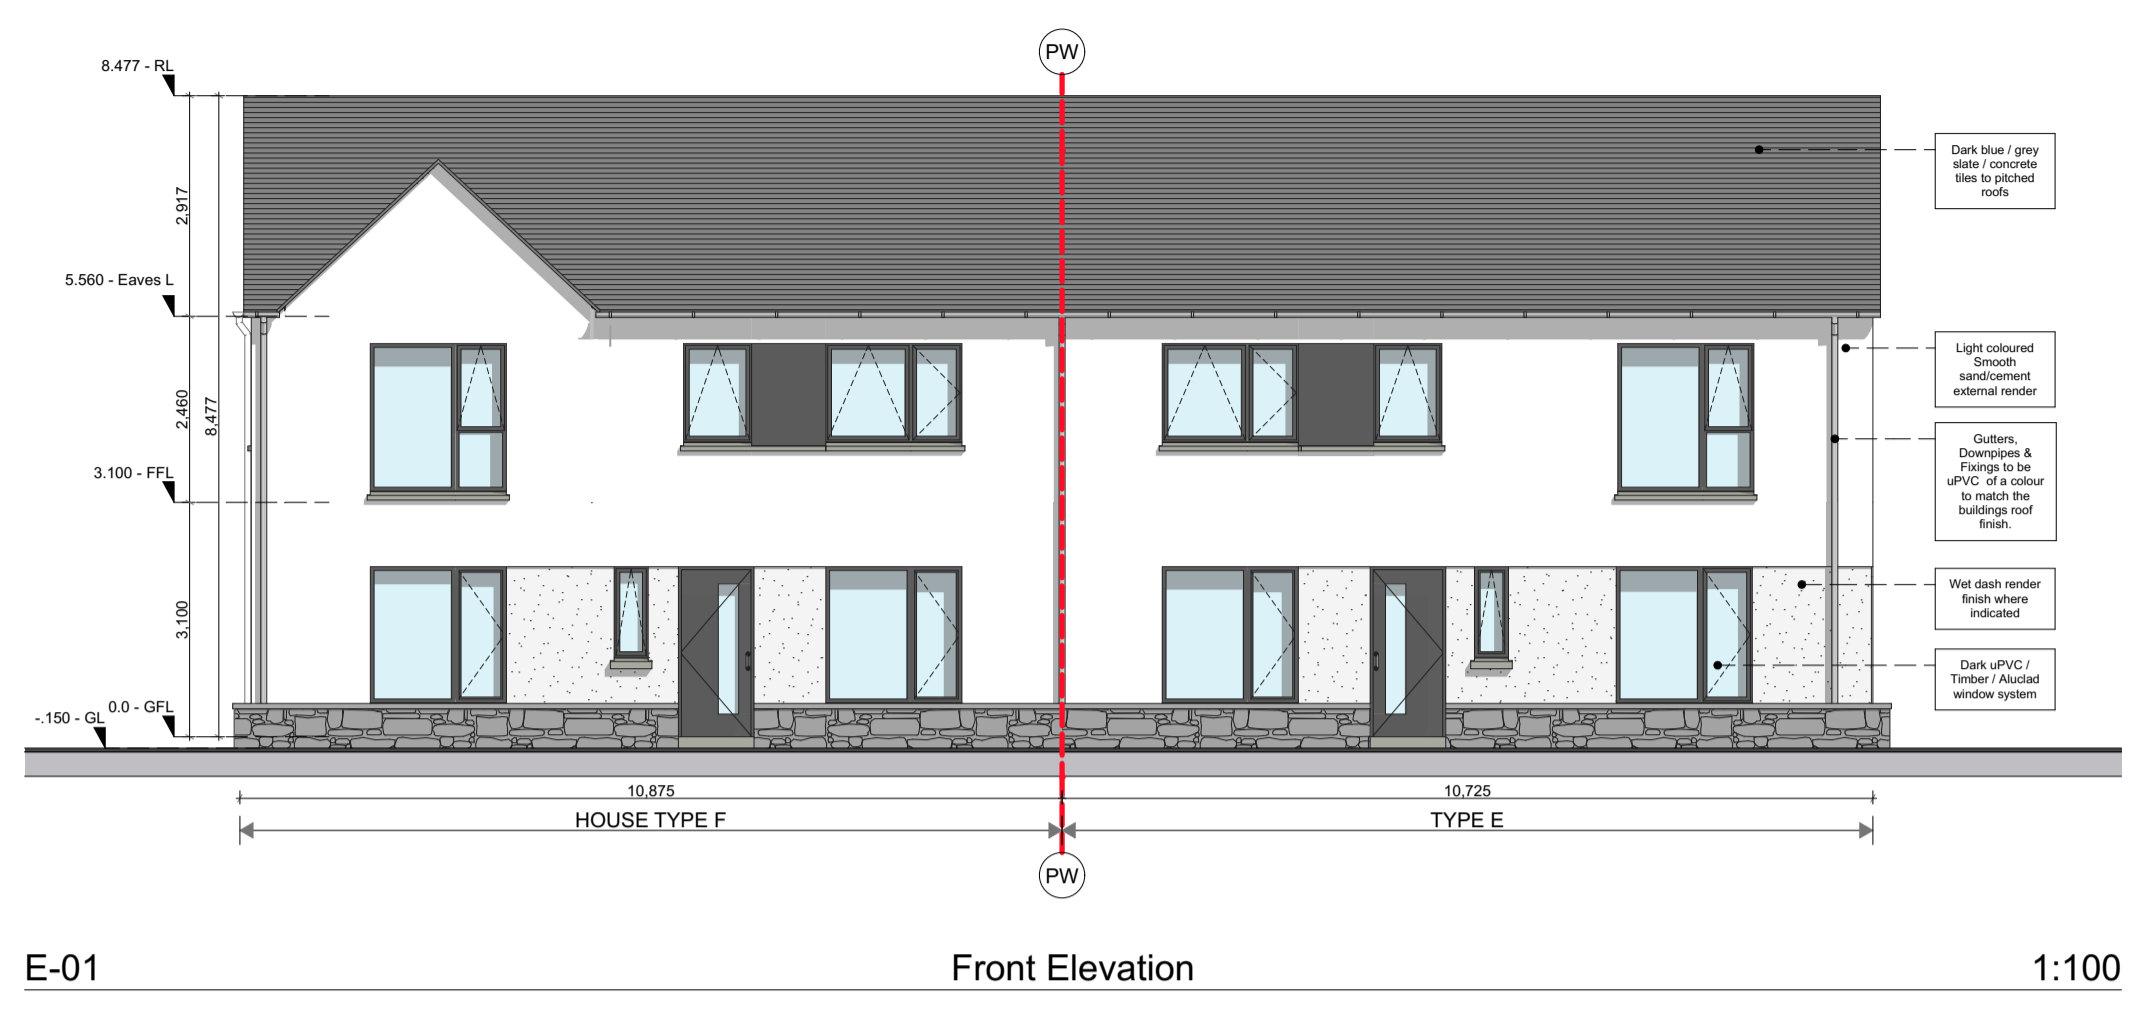 PW
8.477 - RL
Dark blue / grey
slate / concrete
tiles to pitched
roofs
2,917
5.560 - Eaves L
Light coloured
Smooth
sand/cement
external render
2,460
8,477
Gutters,
Downpipes &
Fixings to be
uPVC of a colour
to match the
buildings roof
finish.
3.100 - FFL
Wet dash render
finish where
indicated
3,100
Dark uPVC /
Timber / Aluclad
window system
0.0 - GFL
-.150 - GL
10,875
10,725
HOUSE TYPE F
TYPE E
PW
E-01
Front Elevation
1:100